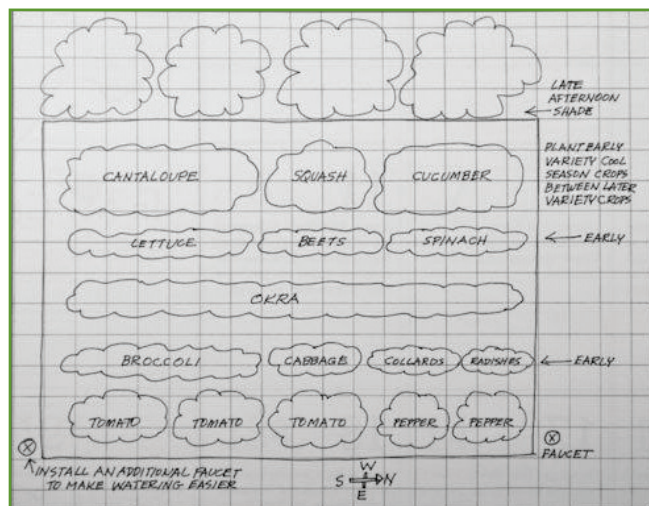 LATE
AFTERNOON
SHADE
PLANT EARLY
VARIETY COOL
SEASON CROPS
BETWEEN LATER
VARIETY CROPS
CANTALOUPE SQUASH CUCUMBER
LETTUCE BEETS SPINACH
EARLY
OKRA
BROCCOLI CABBAGE COLLARDS RADISHES
EARLY
TOMATO TOMATO TOMATO PEPPER PEPPER
FAUCET
INSTALL AN ADDITIONAL FAUCET
TO MAKE WATERING EASIER
W
S N
E